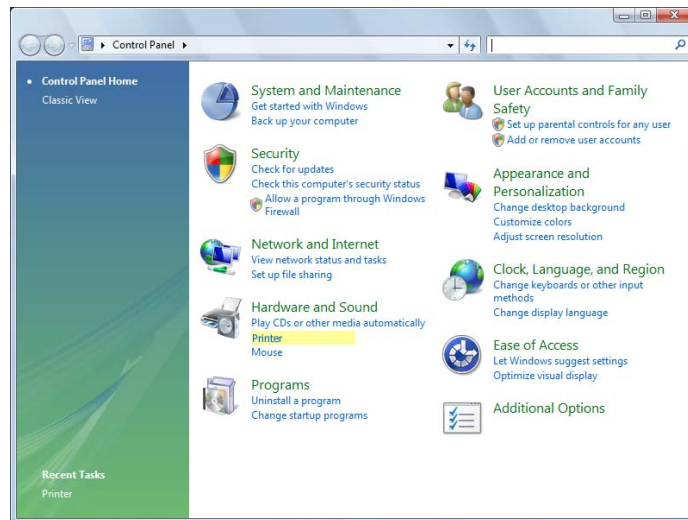 Control Panel
Control Panel Home
Classic View
System and Maintenance
Get started with Windows
Back up your computer
Security
Check for updates
Check this computer's security status
Allow a program through Windows
Firewall
Network and Internet
View network status and tasks
Set up file sharing
Hardware and Sound
Play CDs or other media automatically
Printer
Mouse
Programs
Uninstall a program
Change startup programs
User Accounts and Family
Safety
Set up parental controls for any user
Add or remove user accounts
Appearance and
Personalization
Change desktop background
Customize colors
Adjust screen resolution
Clock, Language, and Region
Change keyboards or other input
methods
Change display language
Ease of Access
Let Windows suggest settings
Optimize visual display
Additional Options
Recent Tasks
Printer